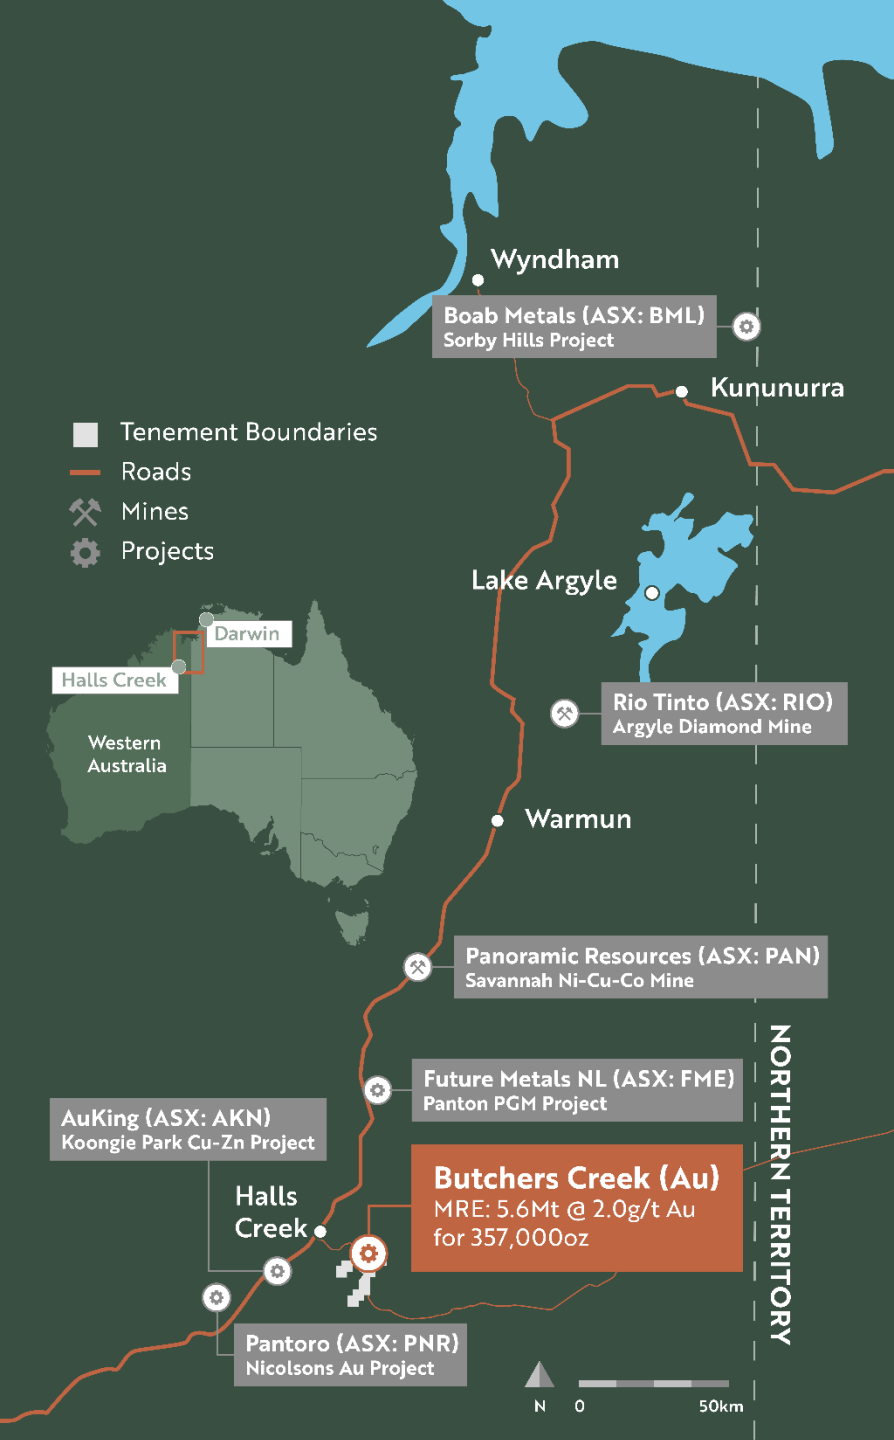 Wyndham
Boab Metals (ASX: BML)
Sorby Hills Project
Kununurra
Tenement Boundaries
Roads
Mines
Projects
Lake Argyle
Darwin
Halls Creek
Western
Australia
Rio Tinto (ASX: RIO)
Argyle Diamond Mine
Warmun
Panoramic Resources (ASX: PAN)
Savannah Ni-Cu-Co Mine
NORTHERN TERRITORY
Future Metals NL (ASX: FME)
Panton PGM Project
AuKing (ASX: AKN)
Koongie Park Cu-Zn Project
Butchers Creek (Au)
MRE: 5.6Mt @ 2.0g/t Au
for 357,000oz
Halls
Creek
Pantoro (ASX: PNR)
Nicolsons Au Project
N 0 50km